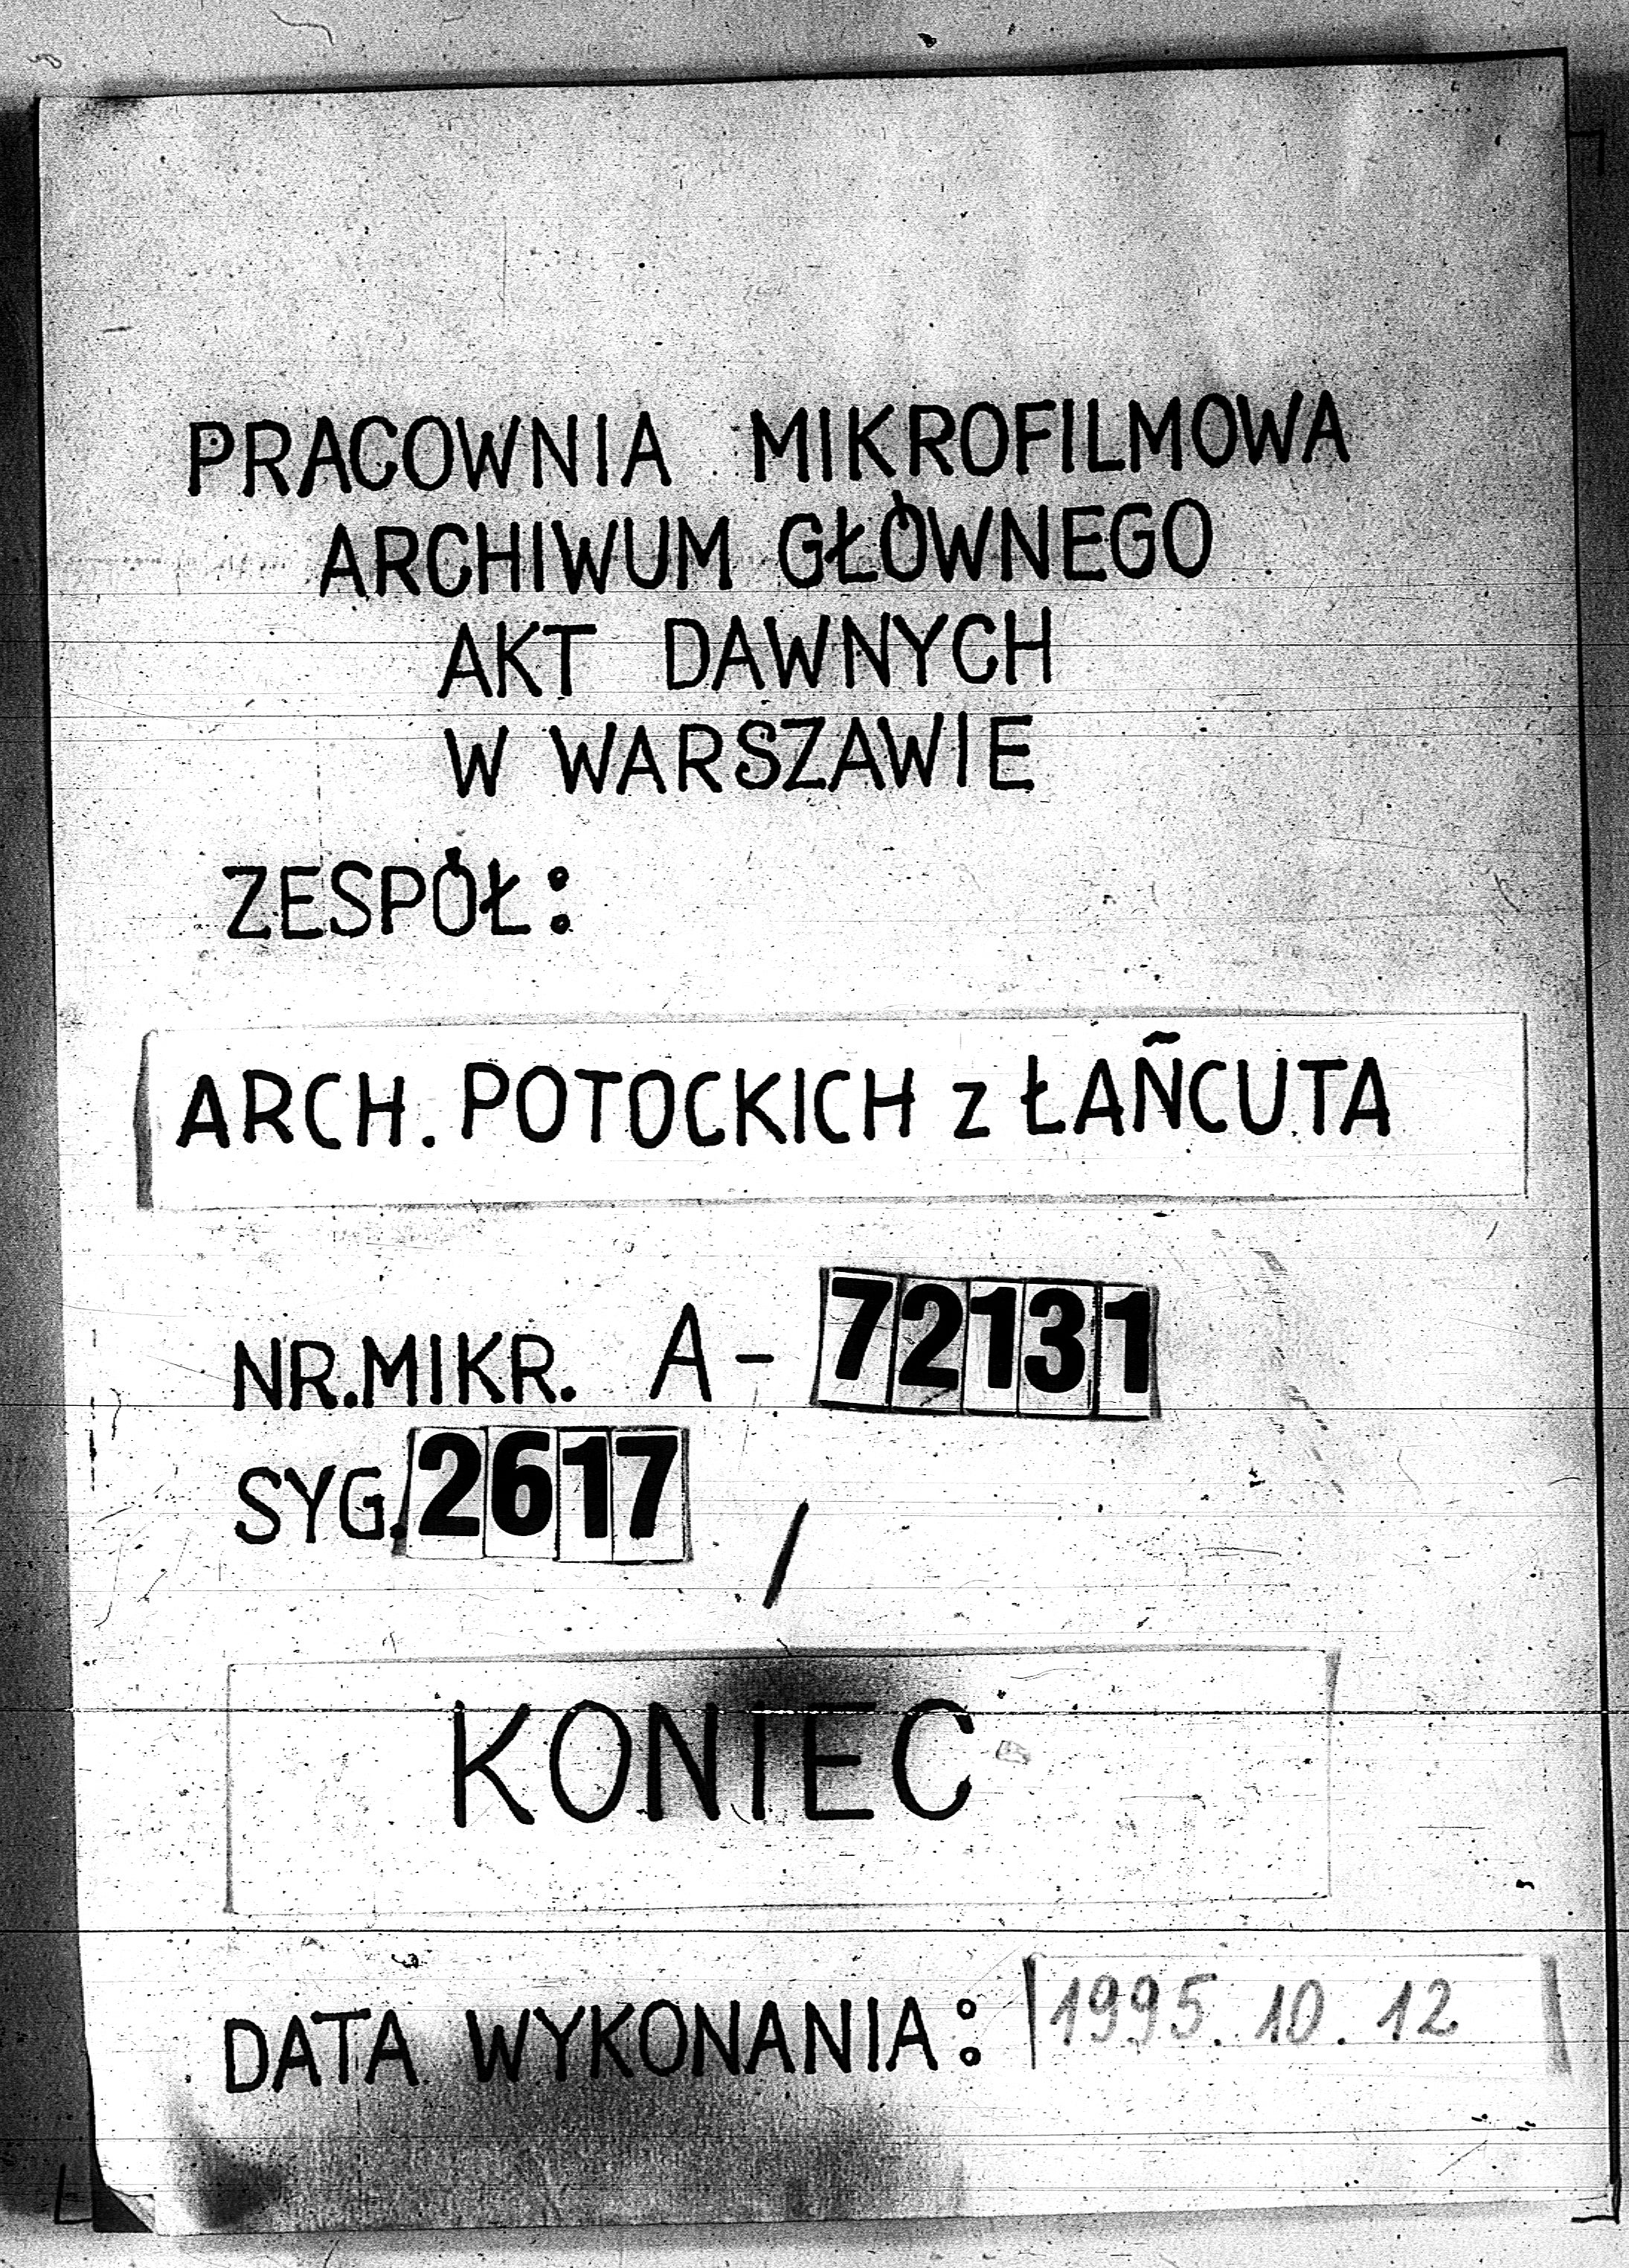 PRACOWNIA MIKROFILMOWA
ARCHIWUM GŁÓWNEGO
AKT DAWNYCH
W WARSZAWIE
ZESPÓŁ:
ARCH. POTOCKICH z ŁAŃCUTA
NR.MIKR. A-72131
SYG. 2617 /
KONIEC
DATA WYKONANIA: 1995.10.12